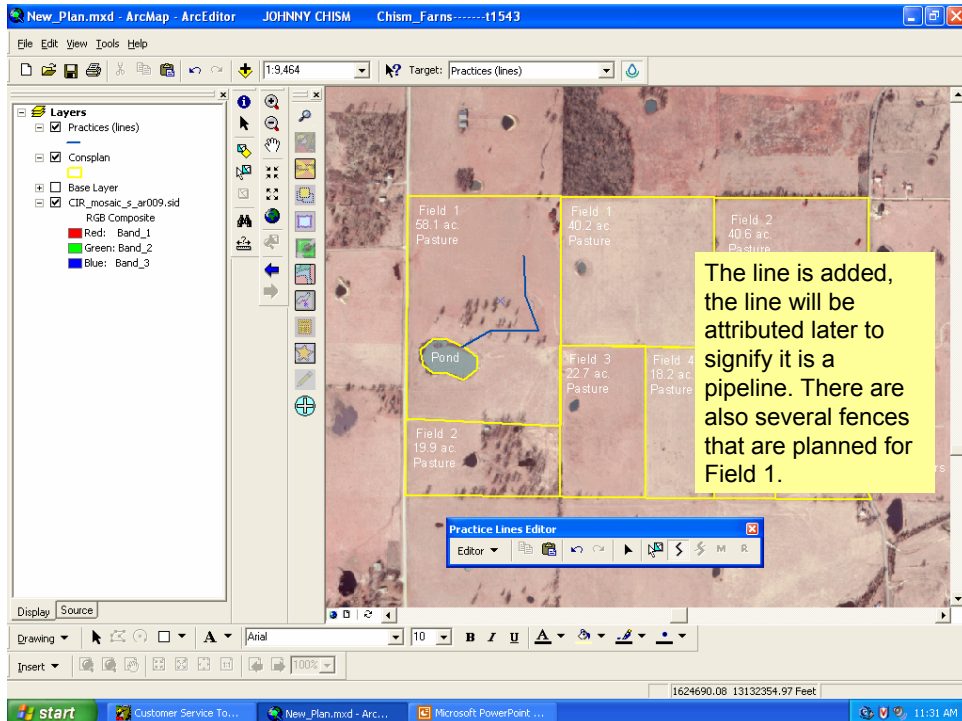 New_Plan.mxd - ArcMap - ArcEditor JOHNNY CHISM Chism_Farns-------t1543
File Edit View Tools Help
1:9,464 Target: Practices (lines)
Layers
Practices (lines)
Consplan
Base Layer
CIR_mosaic_s_ar009.sid
RGB Composite
Red: Band_1
Green: Band_2
Blue: Band_3
Field 1
58.1 ac.
Pasture
Field 1
40.2 ac.
Pasture
Field 2
40.6 ac.
Pasture
The line is added,
the line will be
attributed later to
signify it is a
pipeline. There are
also several fences
that are planned for
Field 1.
Pond
Field 3
22.7 ac.
Pasture
Field 4
18.2 ac.
Pasture
Field 2
19.9 ac.
Pasture
Practice Lines Editor
Editor M R
Display Source
Drawing A Arial 10 B I U A
Insert 100%
1624690.08 13132354.97 Feet
start Customer Service To... New_Plan.mxd - Arc... Microsoft PowerPoint ... 11:31 AM